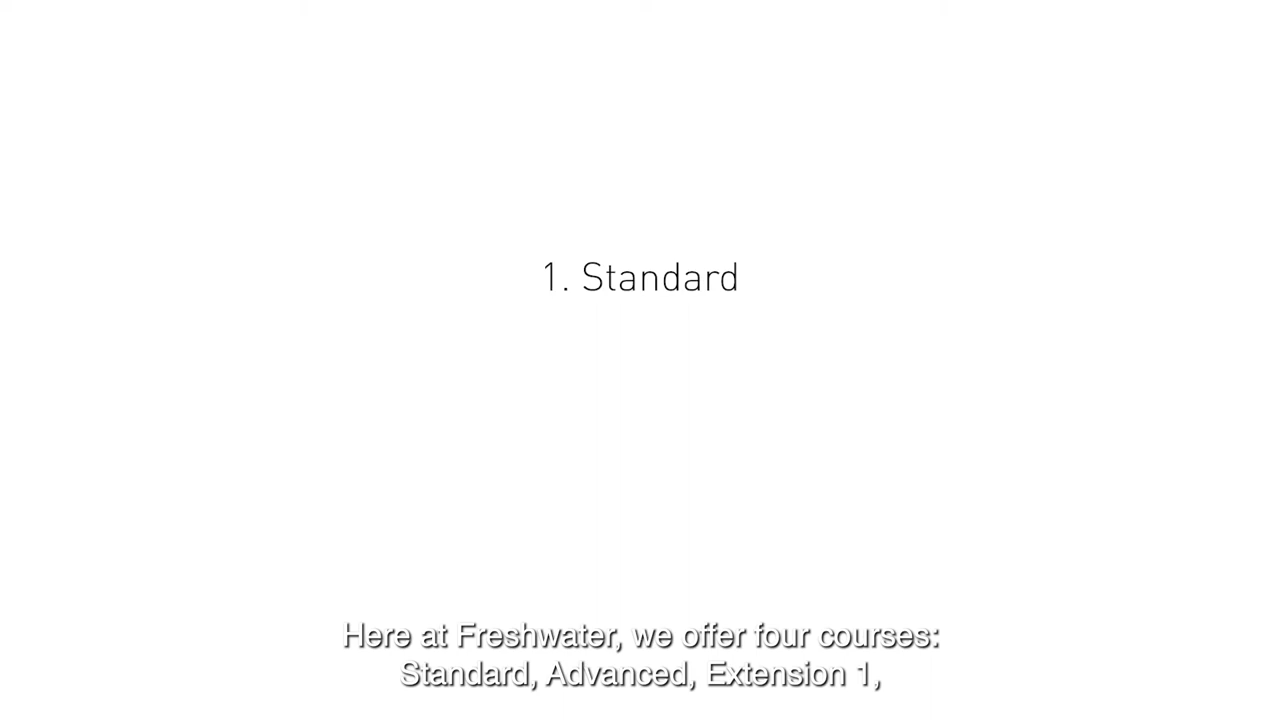 1. Standard
Here at Freshwater, we offer four courses:
Standard, Advanced, Extension 1,